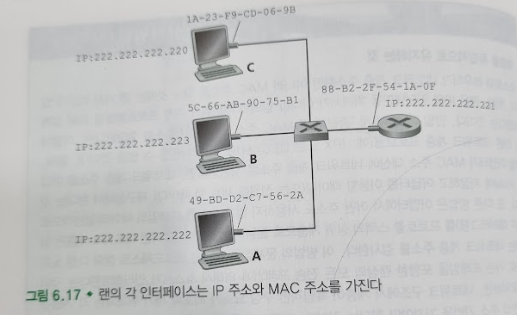 1A-23-F9-CD-06-9B
IP:222.222.222.220
C
88-B2-2F-54-1A-0F
5C-66-AB-90-75-B1
IP:222.222.222.221
IP:222.222.222.223
B
49-BD-D2-C7-56-2A
IP:222.222.222.222
A
그림 6.17 ◆ 랜의 각 인터페이스는 IP 주소와 MAC 주소를 가진다